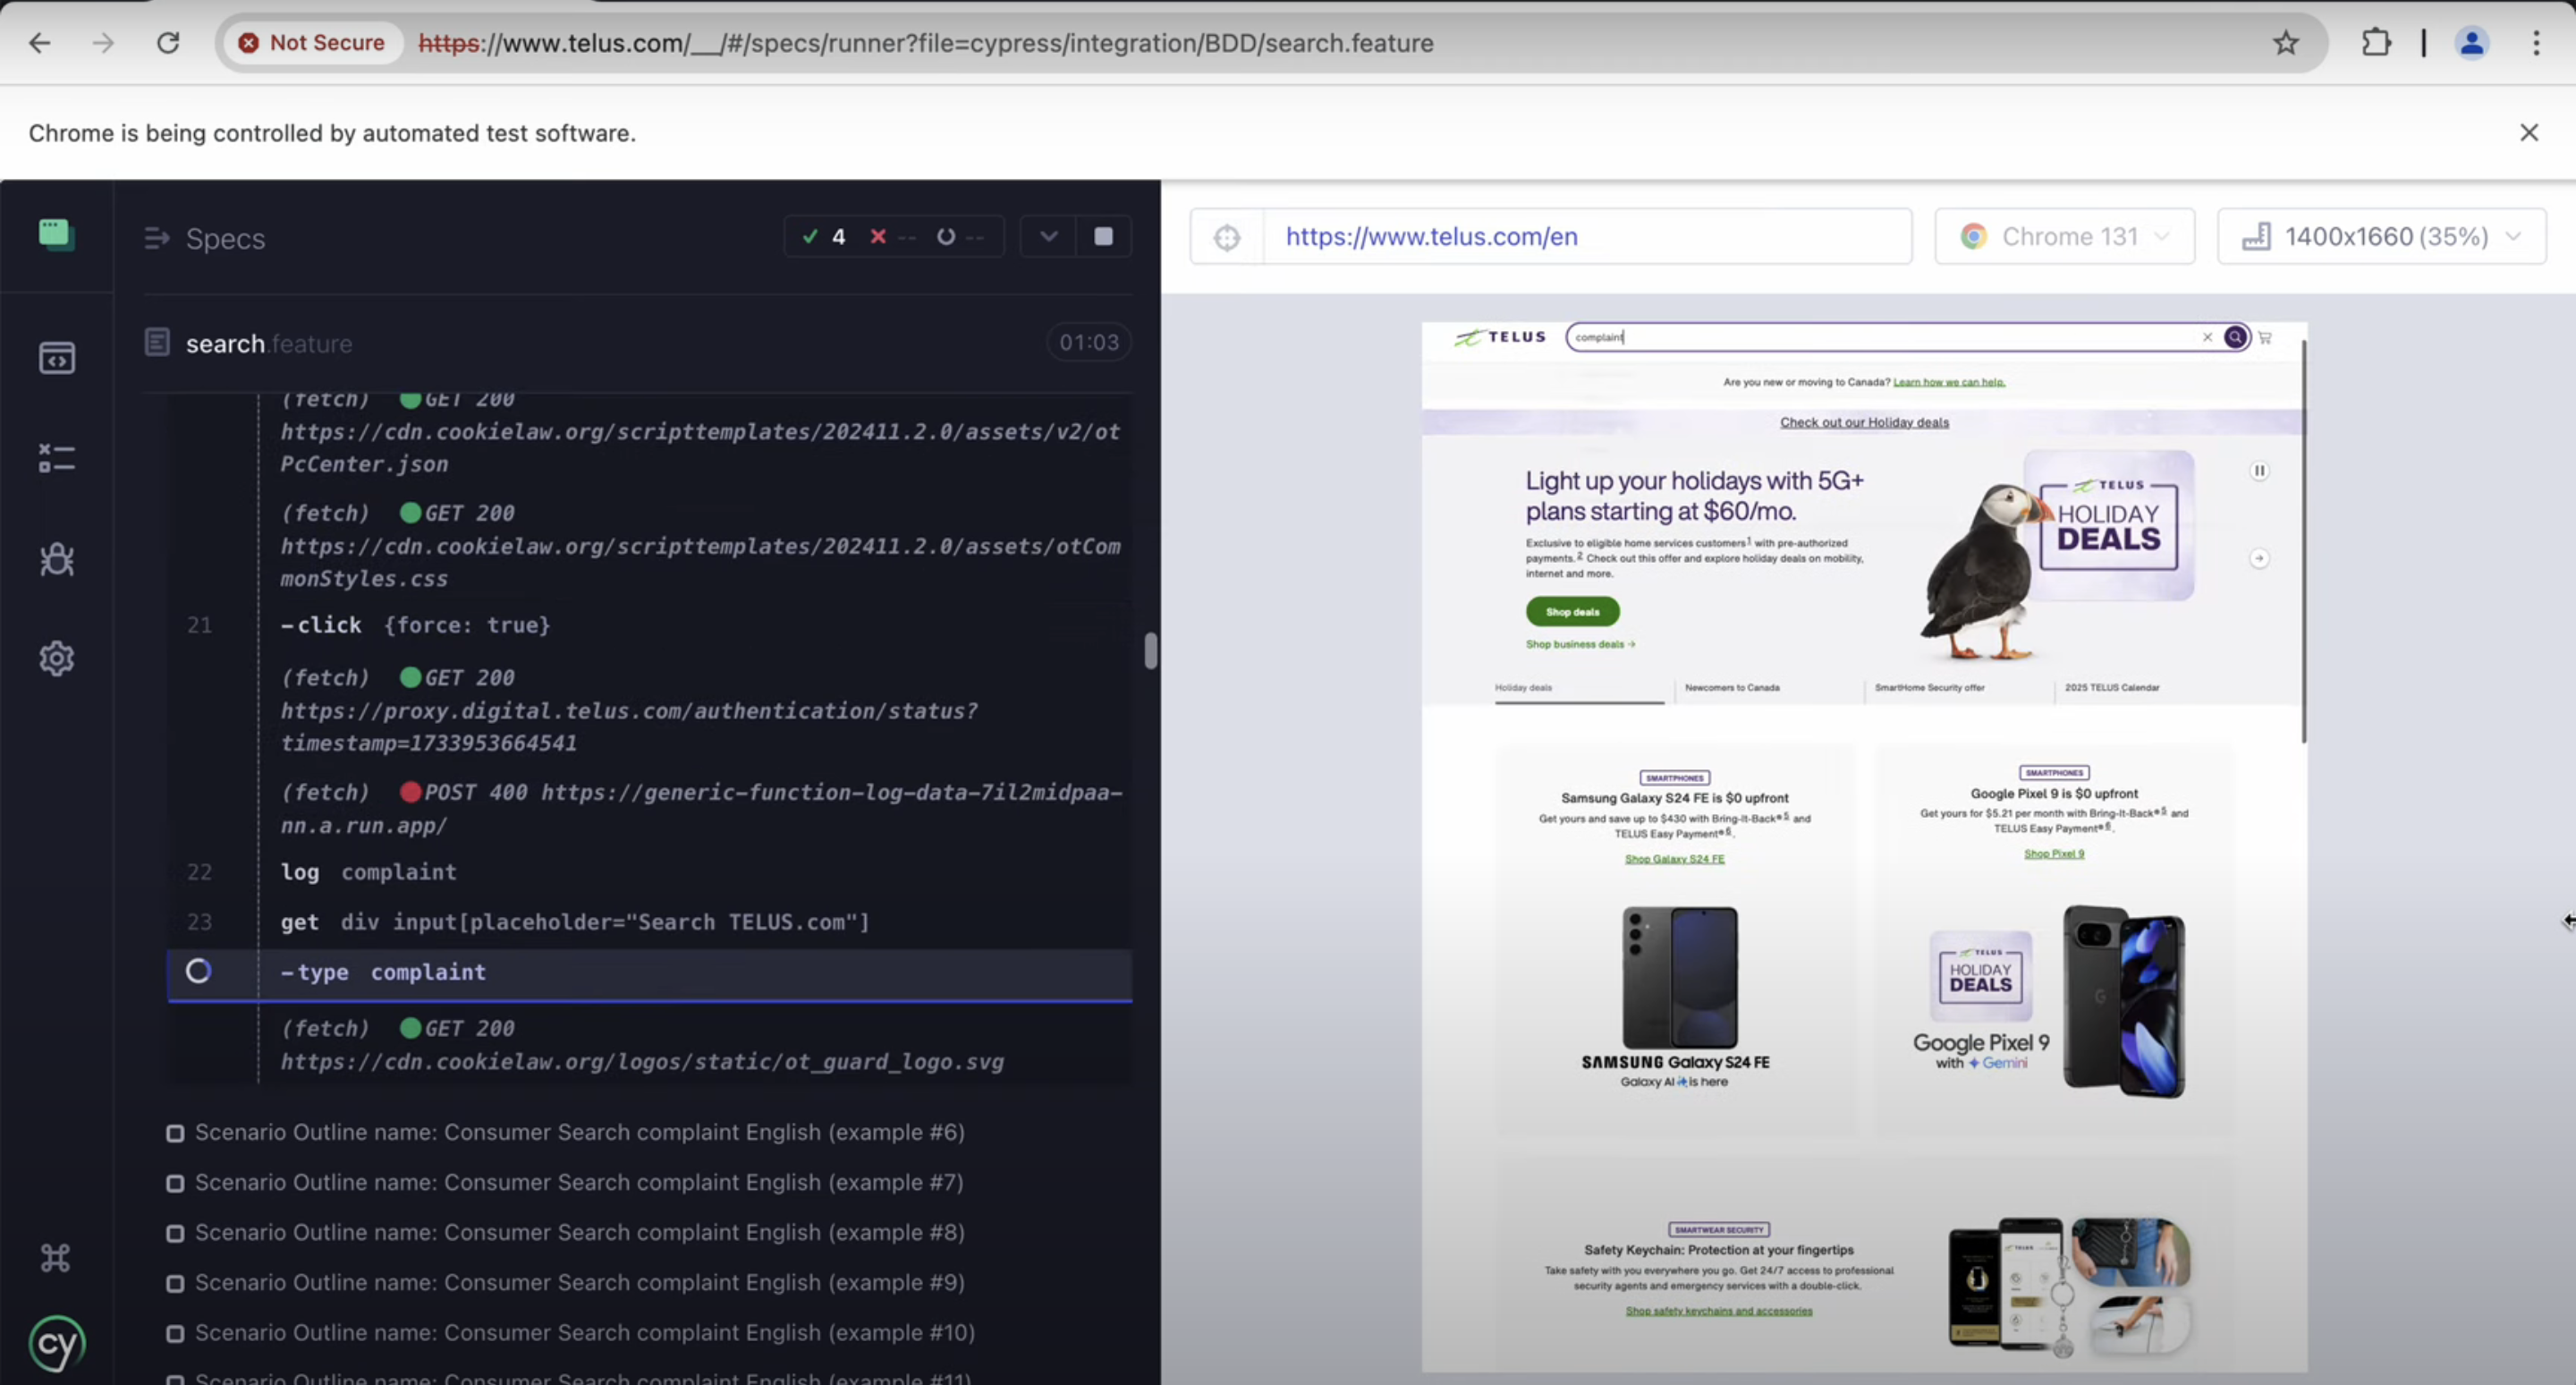 Not Secure
https://www.telus.com/__/#/specs/runner?file=cypress/integration/BDD/search.feature
Chrome is being controlled by automated test software.
Specs
4
--
--
search.feature
01:03
(fetch) GET 200
https://cdn.cookielaw.org/scripttemplates/202411.2.0/assets/v2/ot
PcCenter.json
(fetch) GET 200
https://cdn.cookielaw.org/scripttemplates/202411.2.0/assets/otCom
monStyles.css
21 -click {force: true}
(fetch) GET 200
https://proxy.digital.telus.com/authentication/status?
timestamp=1733953664541
(fetch) POST 400 https://generic-function-log-data-7il2midpaa-
nn.a.run.app/
22 log complaint
23 get div input[placeholder="Search TELUS.com"]
-type complaint
(fetch) GET 200
https://cdn.cookielaw.org/logos/static/ot_guard_logo.svg
Scenario Outline name: Consumer Search complaint English (example #6)
Scenario Outline name: Consumer Search complaint English (example #7)
Scenario Outline name: Consumer Search complaint English (example #8)
Scenario Outline name: Consumer Search complaint English (example #9)
Scenario Outline name: Consumer Search complaint English (example #10)
Scenario Outline name: Consumer Search complaint English (example #11)
cy
https://www.telus.com/en
Chrome 131
1400x1660 (35%)
TELUS
complaint
Are you new or moving to Canada? Learn how we can help.
Check out our Holiday deals
Light up your holidays with 5G+
plans starting at $60/mo.
Exclusive to eligible home services customers1 with pre-authorized
payments.2 Check out this offer and explore holiday deals on mobility,
internet and more.
Shop deals
Shop business deals →
TELUS
HOLIDAY
DEALS
Holiday deals
Newcomers to Canada
SmartHome Security offer
2025 TELUS Calendar
SMARTPHONES
Samsung Galaxy S24 FE is $0 upfront
Get yours and save up to $430 with Bring-It-Back®5 and
TELUS Easy Payment®6.
Shop Galaxy S24 FE
SAMSUNG Galaxy S24 FE
Galaxy AI is here
SMARTPHONES
Google Pixel 9 is $0 upfront
Get yours for $5.21 per month with Bring-It-Back®5 and
TELUS Easy Payment®6.
Shop Pixel 9
TELUS
HOLIDAY
DEALS
Google Pixel 9
with Gemini
SMARTWEAR SECURITY
Safety Keychain: Protection at your fingertips
Take safety with you everywhere you go. Get 24/7 access to professional
security agents and emergency services with a double-click.
Shop safety keychains and accessories